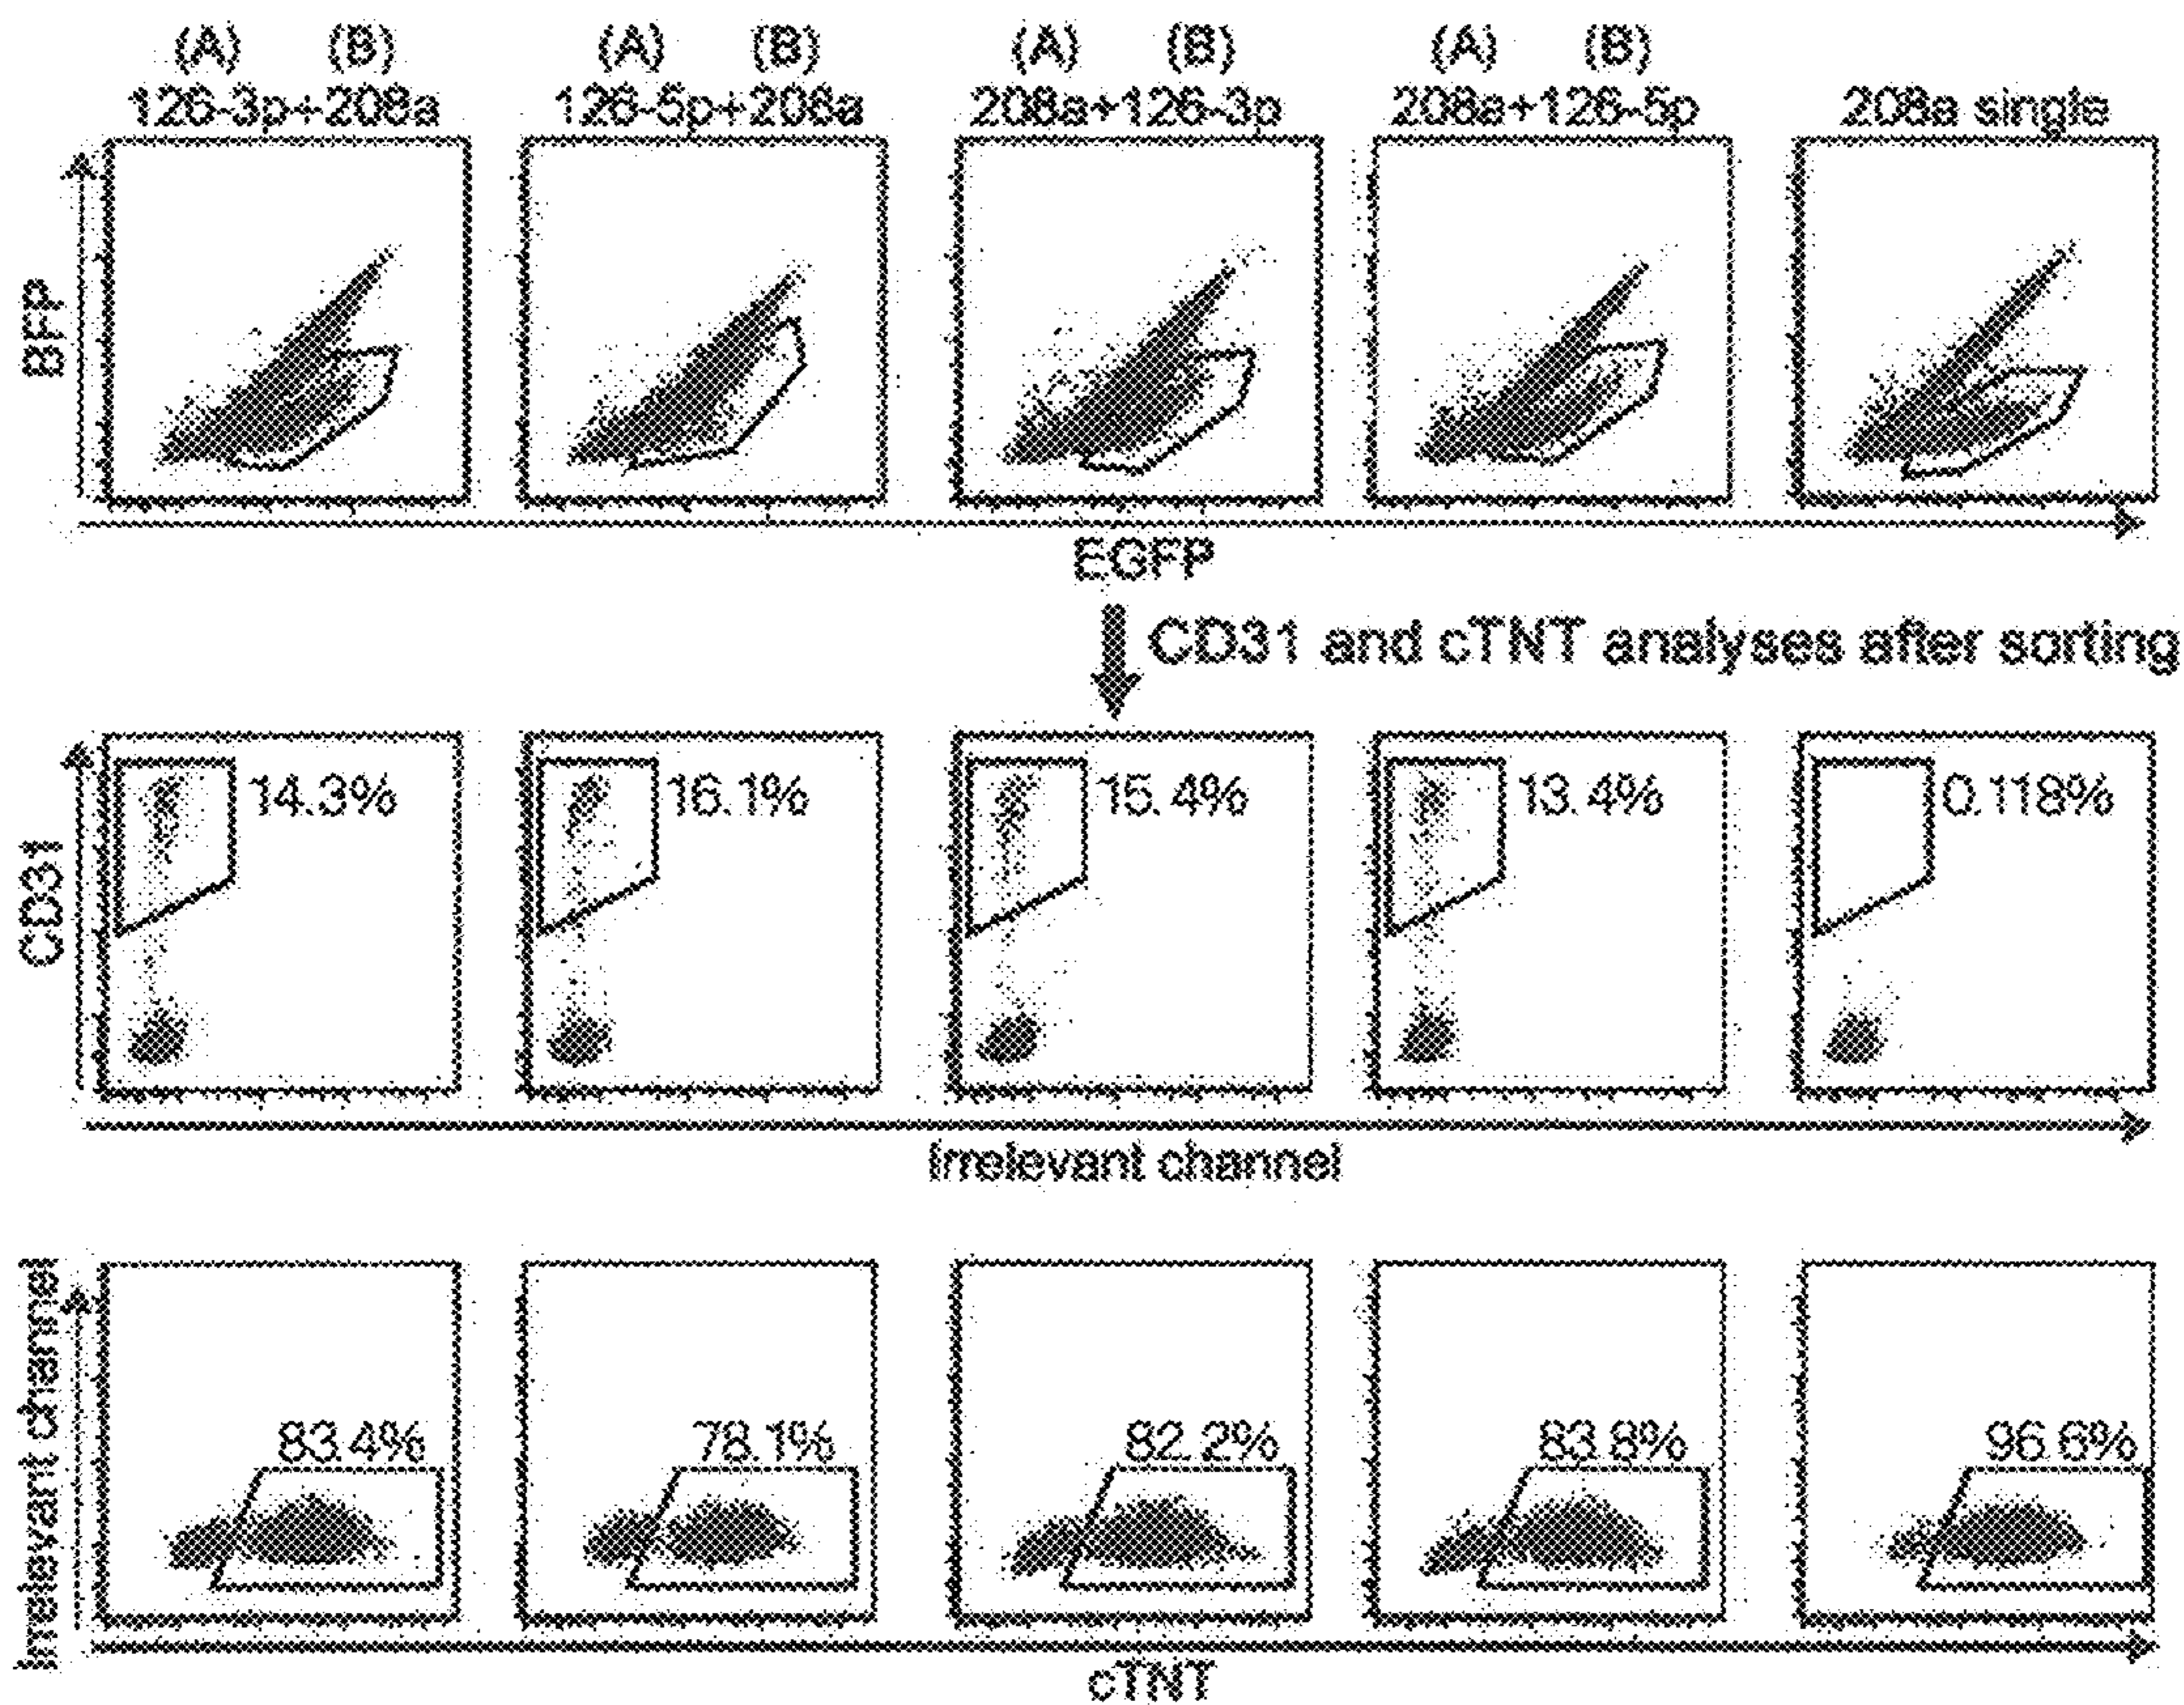 (A) (B) (A) (B) (A) (B) (A) (B)
126-3p+208a 126-5p+208a 208a+126-3p 208a+126-5p 208a single
BFP
EGFP
CD31 and cTNT analyses after sorting
14.3% 16.1% 15.4% 13.4% 0.118%
CD31
Irrelevant channel
Irrelevant channel
83.4% 78.1% 82.2% 83.8% 96.6%
cTNT